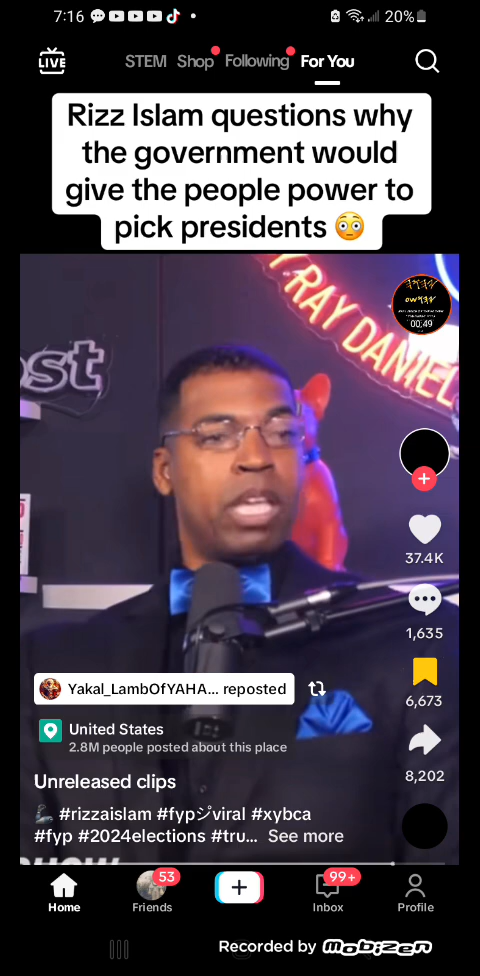 7:16
20%
LIVE
STEM Shop Following For You
Rizz Islam questions why
the government would
give the people power to
pick presidents 😳
Y RAY DANIEL
ost
00:49
37.4K
1,635
6,673
8,202
Yakal_LambOfYAHA... reposted
United States
2.8M people posted about this place
Unreleased clips
🦾 #rizzaislam #fypシviral #xybca
#fyp #2024elections #tru... See more
SHOW
53
99+
Home
Friends
Inbox
Profile
Recorded by Mobizen